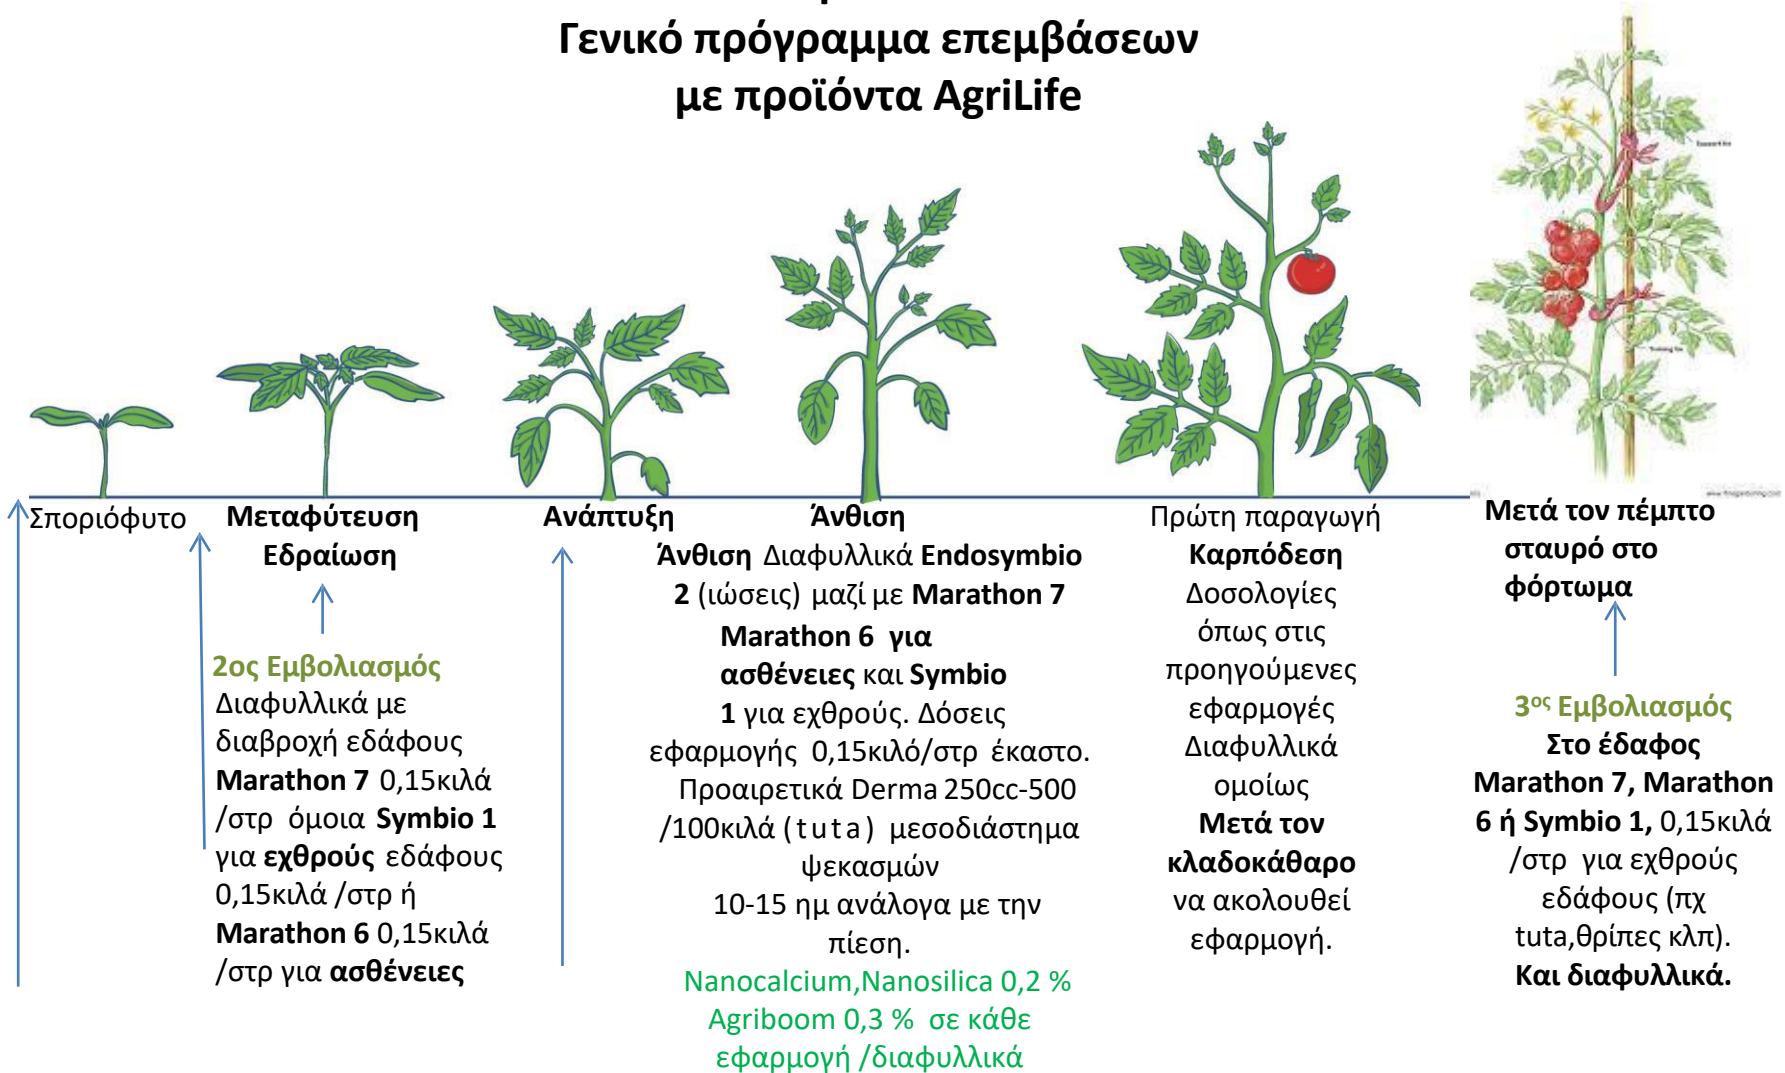 Γενικό πρόγραμμα επεμβάσεων
με προϊόντα AgriLife
Σποριόφυτο
Μεταφύτευση
Εδραίωση
2ος Εμβολιασμός
Διαφυλλικά με
διαβροχή εδάφους
Marathon 7 0,15κιλά
/στρ όμοια Symbio 1
για εχθρούς εδάφους
0,15κιλά /στρ ή
Marathon 6 0,15κιλά
/στρ για ασθένειες
Ανάπτυξη
Άνθιση
Άνθιση Διαφυλλικά Endosymbio
2 (ιώσεις) μαζί με Marathon 7
Marathon 6 για
ασθένειες και Symbio
1 για εχθρούς. Δόσεις
εφαρμογής 0,15κιλό/στρ έκαστο.
Προαιρετικά Derma 250cc-500
/100κιλά (tuta) μεσοδιάστημα
ψεκασμών
10-15 ημ ανάλογα με την
πίεση.
Nanocalcium,Nanosilica 0,2 %
Agriboom 0,3 % σε κάθε
εφαρμογή /διαφυλλικά
Πρώτη παραγωγή
Καρπόδεση
Δοσολογίες
όπως στις
προηγούμενες
εφαρμογές
Διαφυλλικά
ομοίως
Μετά τον
κλαδοκάθαρο
να ακολουθεί
εφαρμογή.
Μετά τον πέμπτο
σταυρό στο
φόρτωμα
3ος Εμβολιασμός
Στο έδαφος
Marathon 7, Marathon
6 ή Symbio 1, 0,15κιλά
/στρ για εχθρούς
εδάφους (πχ
tuta,θρίπες κλπ).
Και διαφυλλικά.